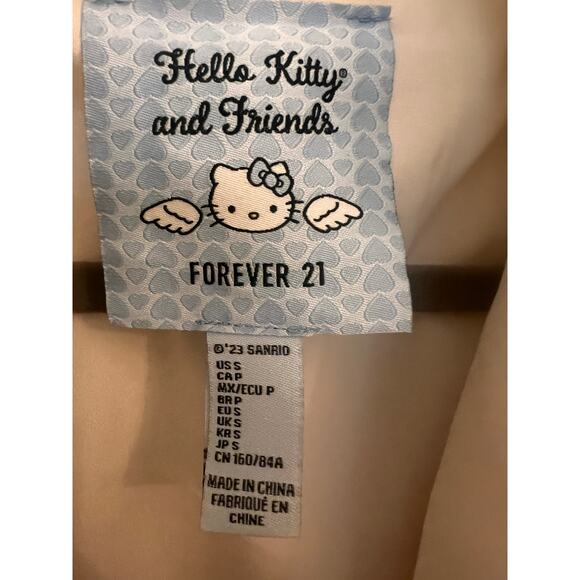 Hello Kitty®
and Friends
FOREVER 21
©'23 SANRIO
US S
CA P
MX/ECU P
BR P
EU S
UK S
KR S
JP S
CN 160/84A
MADE IN CHINA
FABRIQUÉ EN
CHINE